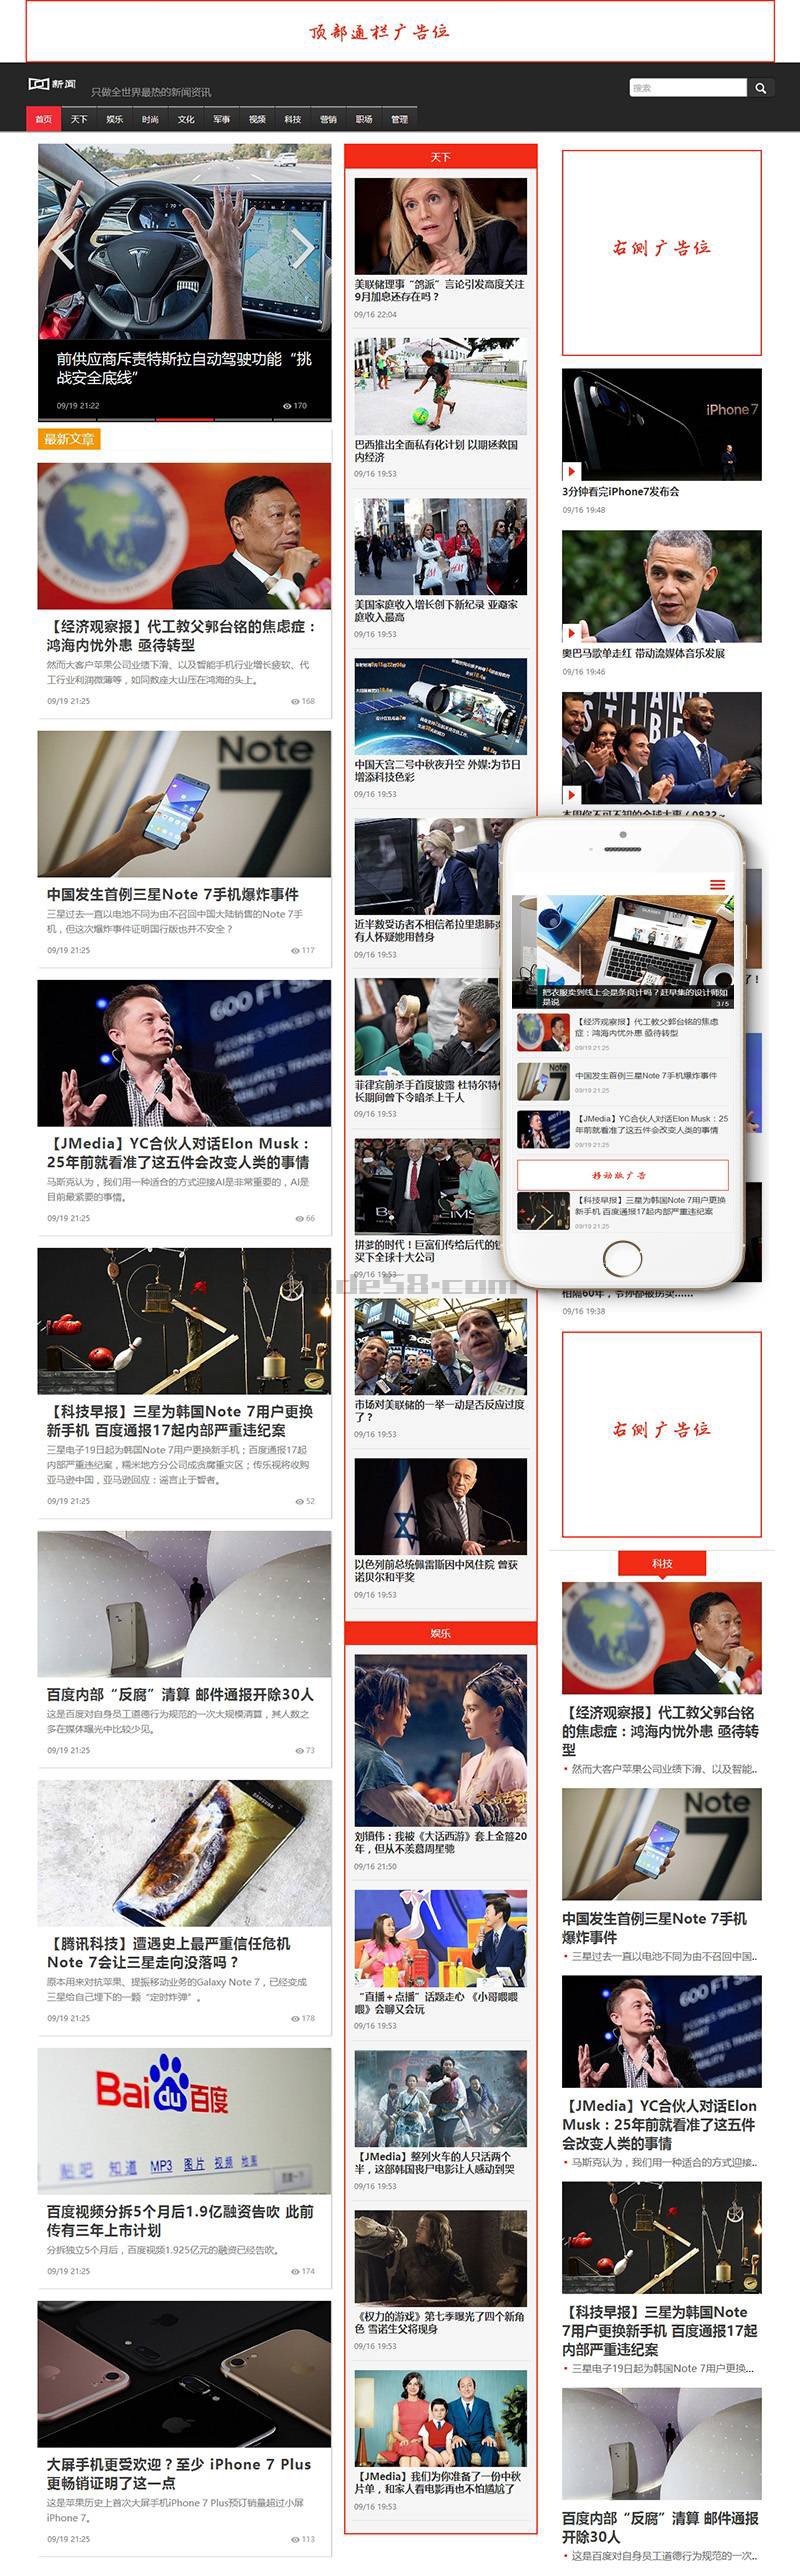 顶部通栏广告位
新闻
只做全世界最热的新闻资讯
搜索
首页
天下
娱乐
时尚
文化
军事
视频
科技
营销
职场
管理
前供应商斥责特斯拉自动驾驶功能“挑
战安全底线”
09/19 21:22
170
最新文章
【经济观察报】代工教父郭台铭的焦虑症：
鸿海内忧外患 亟待转型
然而大客户苹果公司业绩下滑、以及智能手机行业增长疲软、代
工行业利润微薄等，如同数座大山压在鸿海的头上。
09/19 21:25
168
Note
7
中国发生首例三星Note 7手机爆炸事件
三星过去一直以电池不同为由不召回中国大陆销售的Note 7手
机，但这次爆炸事件证明国行版也并不安全？
09/19 21:25
117
600 FT
【JMedia】YC合伙人对话Elon Musk：
25年前就看准了这五件会改变人类的事情
马斯克认为，我们用一种适合的方式迎接AI是非常重要的，AI是
目前最紧要的事情。
09/19 21:25
66
【科技早报】三星为韩国Note 7用户更换
新手机 百度通报17起内部严重违纪案
三星电子19日起为韩国Note 7用户更换新手机；百度通报17起
内部严重违纪案，糯米地方分公司成贪腐重灾区；传乐视将收购
亚马逊中国，亚马逊回应：谣言止于智者。
09/19 21:25
52
百度内部“反腐”清算 邮件通报开除30人
这是百度对自身员工道德行为规范的一次大规模清算，其人数之
多在媒体曝光中比较少见。
09/19 21:25
73
【腾讯科技】遭遇史上最严重信任危机
Note 7会让三星走向没落吗？
原本用来对抗苹果、提振移动业务的Galaxy Note 7，已经变成
三星给自己埋下的一颗“定时炸弹”。
09/19 21:25
178
Bai du 百度
贴吧 知道 MP3 图片 视频 地图
百度视频分拆5个月后1.9亿融资告吹 此前
传有三年上市计划
分拆独立5个月后，百度视频1.925亿元的融资已经告吹。
09/19 21:25
174
大屏手机更受欢迎？至少 iPhone 7 Plus
更畅销证明了这一点
这是苹果历史上首次大屏手机iPhone 7 Plus预订销量超过小屏
iPhone 7。
09/19 21:25
113
天下
美联储理事“鸽派”言论引发高度关注
9月加息还存在吗？
09/16 22:04
巴西推出全面私有化计划 以期拯救国
内经济
09/16 19:53
美国家庭收入增长创下新纪录 亚裔家
庭收入最高
09/16 19:53
中国天宫二号中秋夜升空 外媒:为节日
增添科技色彩
09/16 19:53
近半数受访者不相信希拉里患肺
有人怀疑她用替身
09/16 19:53
菲律宾前杀手首度披露 杜特尔特
长期间曾下令暗杀上千人
09/16 19:53
拼爹的时代！巨富们传给后代的
买下全球十大公司
09/16 19:53
市场对美联储的一举一动是否反应过度
了？
09/16 19:53
以色列前总统佩雷斯因中风住院 曾获
诺贝尔和平奖
09/16 19:53
娱乐
刘镇伟：我被《大话西游》套上金箍20
年，但从不羡慕周星驰
09/16 21:50
“直播＋点播”话题走心 《小哥喂喂
喂》会聊又会玩
09/16 19:53
【JMedia】整列火车的人只活两个
半，这部韩国丧尸电影让人感动到哭
09/16 19:53
《权力的游戏》第七季曝光了四个新角
色 雪诺生父将现身
09/16 19:53
【JMedia】我们为你准备了一份中秋
片单，和家人看电影再也不怕尴尬了
09/16 19:53
右侧广告位
iPhone 7
3分钟看完iPhone7发布会
09/16 19:48
奥巴马歌单走红 带动流媒体音乐发展
09/16 19:46
把衣服卖到线上会是条良计吗？赶早集的设计师如
是说
3/5
【经济观察报】代工教父郭台铭的焦虑
症：鸿海内忧外患 亟待转型
09/19 21:25
中国发生首例三星Note 7手机爆炸事件
09/19 21:25
【JMedia】YC合伙人对话Elon Musk：25
年前就看准了这五件会改变人类的事情
09/19 21:25
移动版广告
【科技早报】三星为韩国Note 7用户更换
新手机 百度通报17起内部严重违纪案
09/19 21:25
09/16 19:38
右侧广告位
科技
【经济观察报】代工教父郭台铭
的焦虑症：鸿海内忧外患 亟待转
型
然而大客户苹果公司业绩下滑、以及智能..
Note
7
中国发生首例三星Note 7手机
爆炸事件
三星过去一直以电池不同为由不召回中国..
600 FT
【JMedia】YC合伙人对话Elon
Musk：25年前就看准了这五件
会改变人类的事情
马斯克认为，我们用一种适合的方式迎接..
【科技早报】三星为韩国Note
7用户更换新手机 百度通报17起
内部严重违纪案
三星电子19日起为韩国Note 7用户更换...
百度内部“反腐”清算 邮件通报
开除30人
这是百度对自身员工道德行为规范的一次..